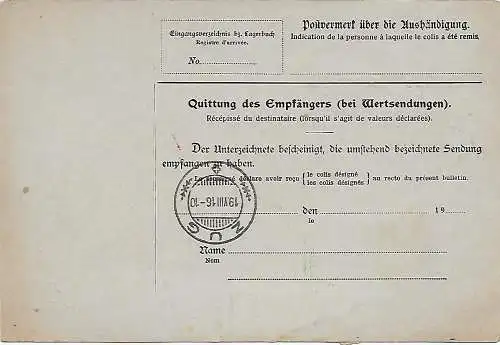 Eingangsverzeichnis bz. Lagerbuch
Registre d'arrivée.
No.
Postvermerk über die Aushändigung.
Indication de la personne à laquelle le colis a été remis.
Quittung des Empfängers (bei Wertsendungen).
Récépissé du destinataire (lorsqu'il s'agit de valeurs déclarées).
Der Unterzeichnete bescheinigt, die umstehend bezeichnete Sendung
empfangen zu haben.
Le soussigné déclare avoir reçu { le colis désigné / les colis désignés } au recto du présent bulletin.
19.VIII.16-10
ZUG
den 19
le
Name
Nom